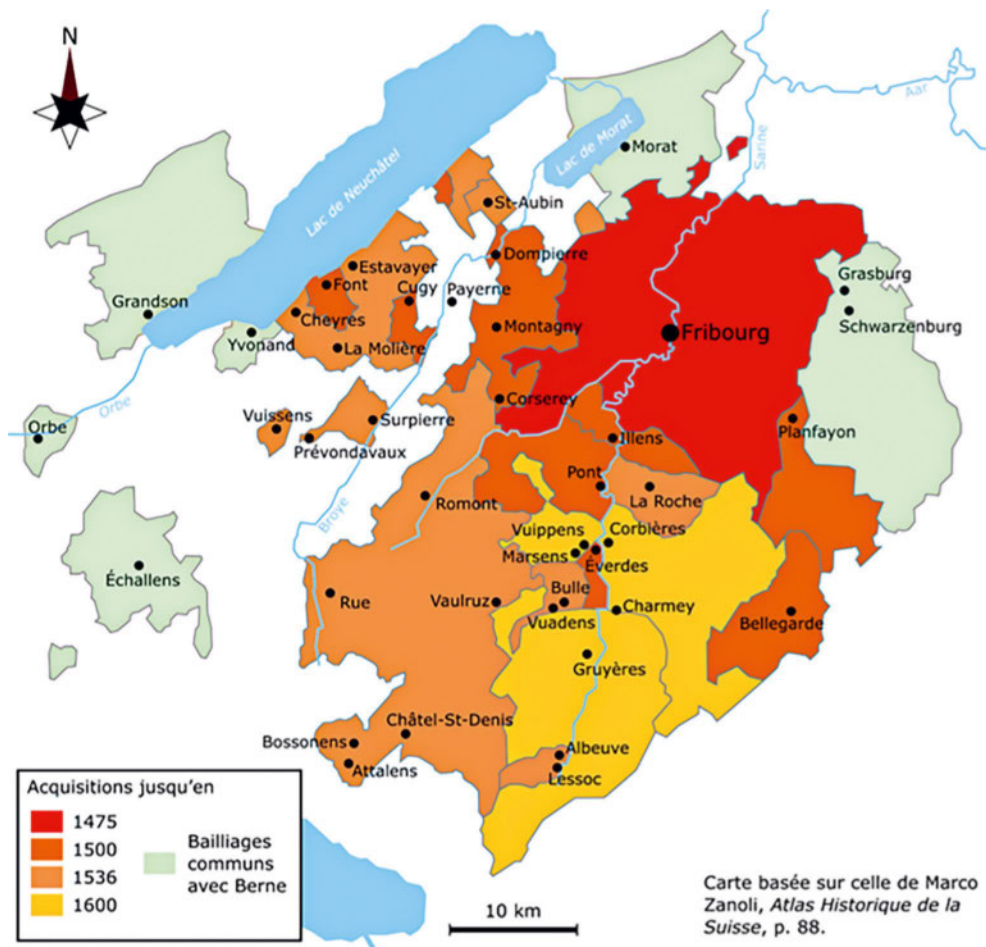 N
Aar
Sarine
Lac de Morat
Morat
Lac de Neuchâtel
St-Aubin
Dompierre
Estavayer
Font
Cugy
Payerne
Grasburg
Grandson
Cheyres
Schwarzenburg
Yvonand
La Molière
Montagny
Fribourg
Orbe
Corserey
Vuissens
Surpierre
Planfayon
Orbe
Prévondavaux
Illens
Pont
La Roche
Romont
Broye
Vuippens
Corbières
Marsens
Éverdes
Échallens
Rue
Vaulruz
Bulle
Charmey
Vuadens
Bellegarde
Gruyères
Châtel-St-Denis
Bossonens
Albeuve
Attalens
Lessoc
Acquisitions jusqu'en
1475
1500
1536
1600
Bailliages
communs
avec Berne
10 km
Carte basée sur celle de Marco
Zanoli, Atlas Historique de la
Suisse, p. 88.